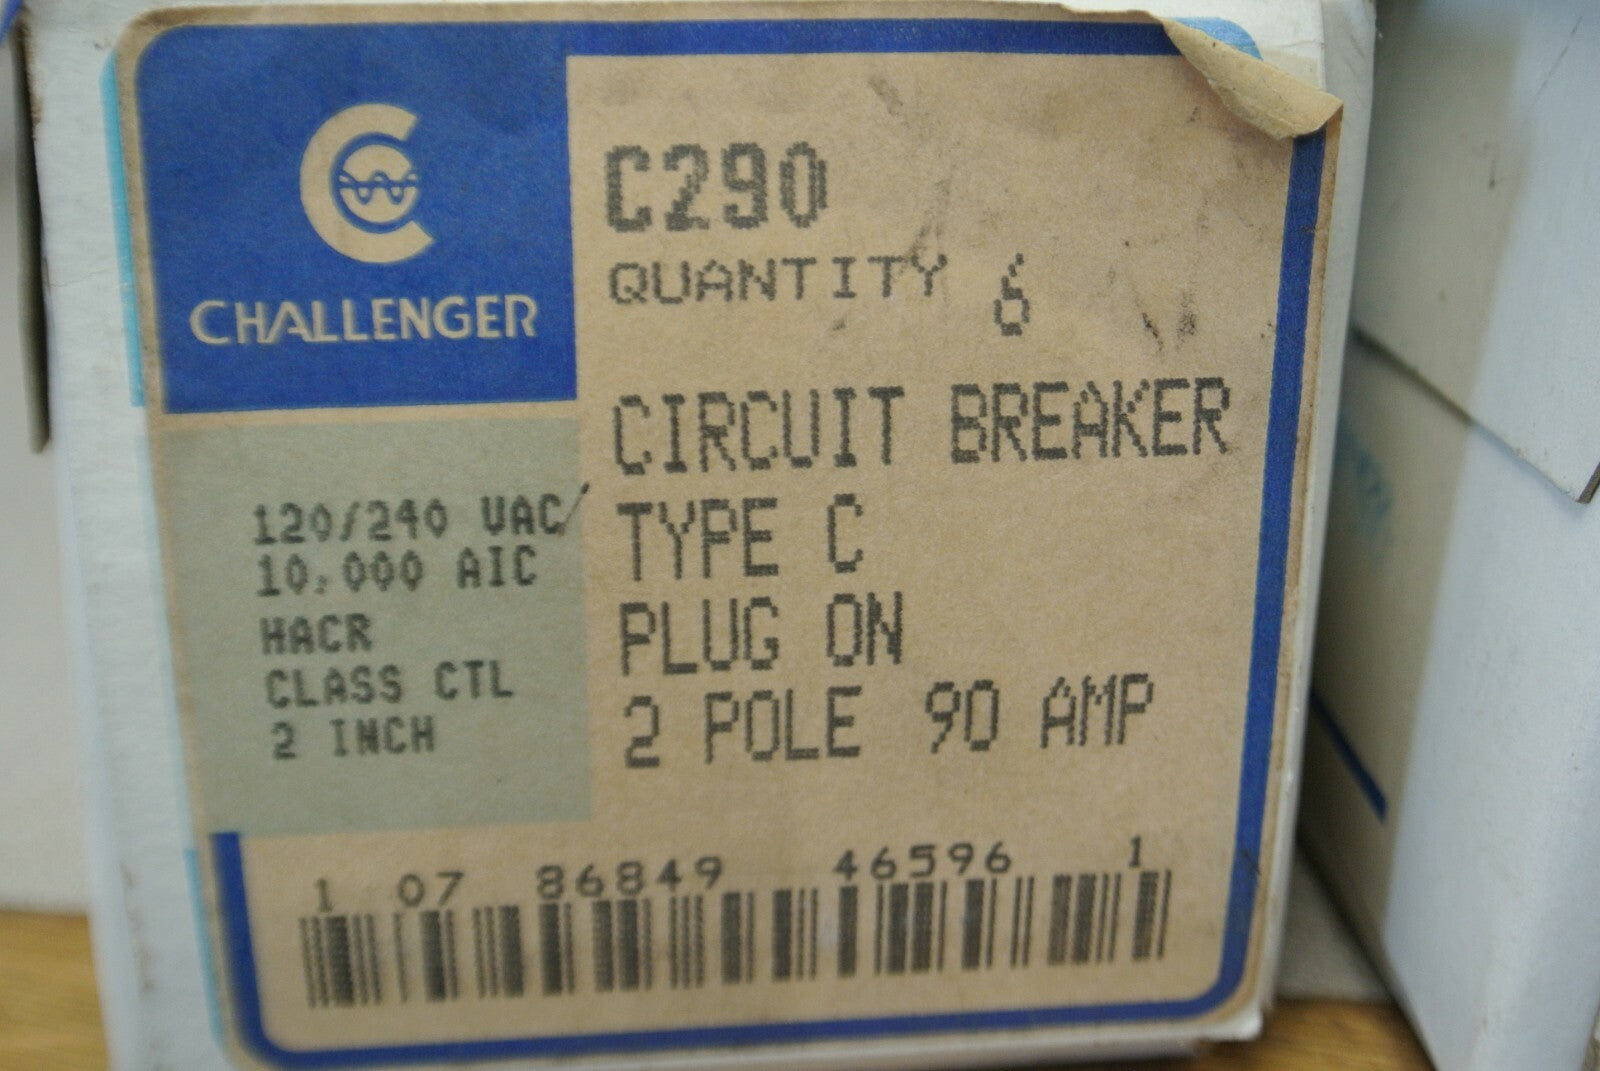 CHALLENGER
C290
QUANTITY 6
CIRCUIT BREAKER
TYPE C
PLUG ON
2 POLE 90 AMP
120/240 VAC
10,000 AIC
HACR
CLASS CTL
2 INCH
1 07 86849 46596 1